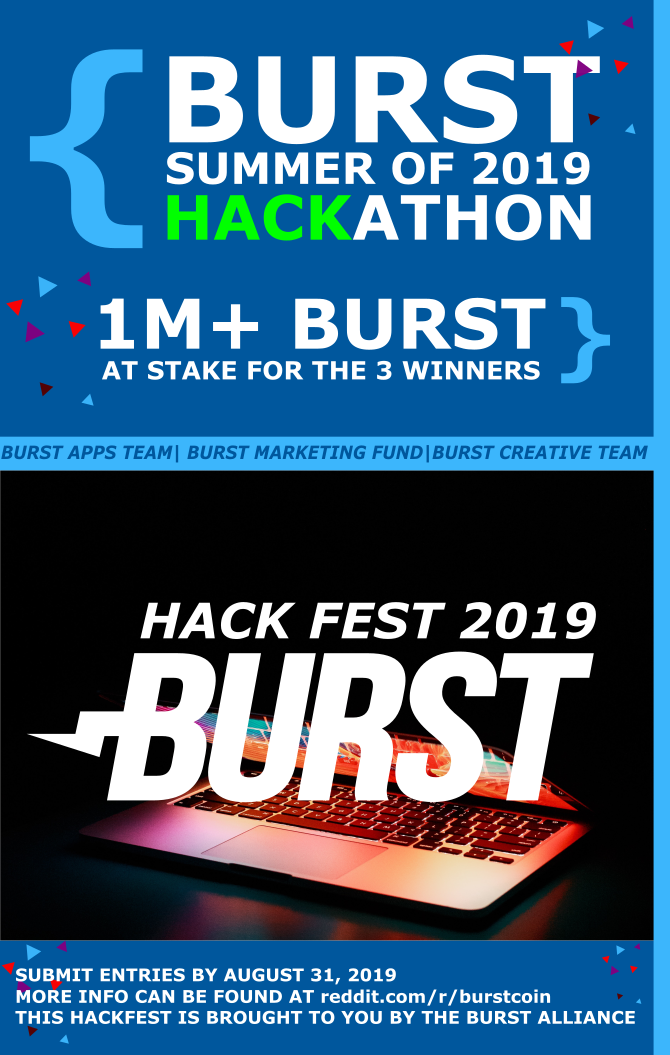 BURST
SUMMER OF 2019
HACKATHON
1M+ BURST
AT STAKE FOR THE 3 WINNERS
BURST APPS TEAM| BURST MARKETING FUND|BURST CREATIVE TEAM
HACK FEST 2019
BURST
SUBMIT ENTRIES BY AUGUST 31, 2019
MORE INFO CAN BE FOUND AT reddit.com/r/burstcoin
THIS HACKFEST IS BROUGHT TO YOU BY THE BURST ALLIANCE